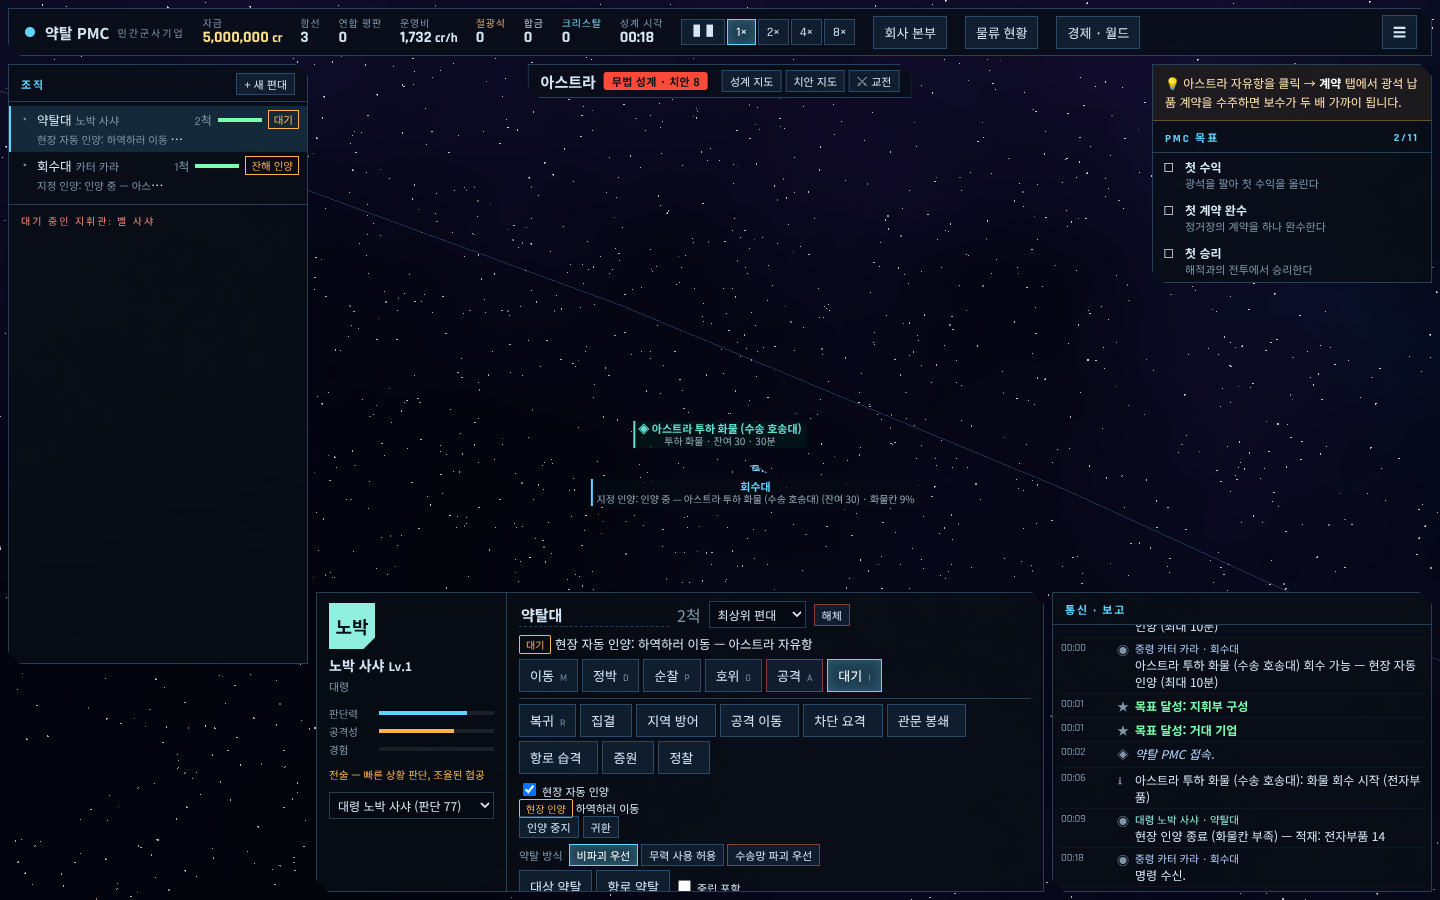 약탈 PMC 민간군사기업
자금 5,000,000 cr
함선 3
연합 평판 0
운영비 1,732 cr/h
철광석 0
합금 0
크리스탈 0
성계 시각 00:18
1× 2× 4× 8×
회사 본부 물류 현황 경제 · 월드
조직 + 새 편대
약탈대 노박 사샤 2척 대기
현장 자동 인양: 하역하러 이동 ···
회수대 카터 카라 1척 잔해 인양
지정 인양: 인양 중 — 아스···
대기 중인 지휘관: 벨 사샤
아스트라 무법 성계 · 치안 8 성계 지도 치안 지도 ⚔ 교전
💡 아스트라 자유항을 클릭 → 계약 탭에서 광석 납
품 계약을 수주하면 보수가 두 배 가까이 됩니다.
PMC 목표 2/11
첫 수익
광석을 팔아 첫 수익을 올린다
첫 계약 완수
정거장의 계약을 하나 완수한다
첫 승리
해적과의 전투에서 승리한다
◈ 아스트라 투하 화물 (수송 호송대)
투하 화물 · 잔여 30 · 30분
회수대
지정 인양: 인양 중 — 아스트라 투하 화물 (수송 호송대) (잔여 30) · 화물칸 9%
노박
노박 사샤 Lv.1
대령
판단력
공격성
경험
전술 — 빠른 상황 판단, 조율된 협공
대령 노박 사샤 (판단 77)
약탈대 2척 최상위 편대 해체
대기 현장 자동 인양: 하역하러 이동 — 아스트라 자유항
이동 M 정박 D 순찰 P 호위 G 공격 A 대기 I
복귀 R 집결 지역 방어 공격 이동 차단 요격 관문 봉쇄
항로 습격 증원 정찰
현장 자동 인양
현장 인양 하역하러 이동
인양 중지 귀환
약탈 방식 비파괴 우선 무력 사용 허용 수송망 파괴 우선
대상 약탈 항로 약탈 중립 포함
통신 · 보고
인양 (최대 10분)
00:00 ◉ 중령 카터 카라 · 회수대
아스트라 투하 화물 (수송 호송대) 회수 가능 — 현장 자동
인양 (최대 10분)
00:01 ★ 목표 달성: 지휘부 구성
00:01 ★ 목표 달성: 거대 기업
00:02 ◈ 약탈 PMC 접속.
00:06 ℹ 아스트라 투하 화물 (수송 호송대): 화물 회수 시작 (전자부
품)
00:09 ◉ 대령 노박 사샤 · 약탈대
현장 인양 종료 (화물칸 부족) — 적재: 전자부품 14
00:18 ◉ 중령 카터 카라 · 회수대
명령 수신.